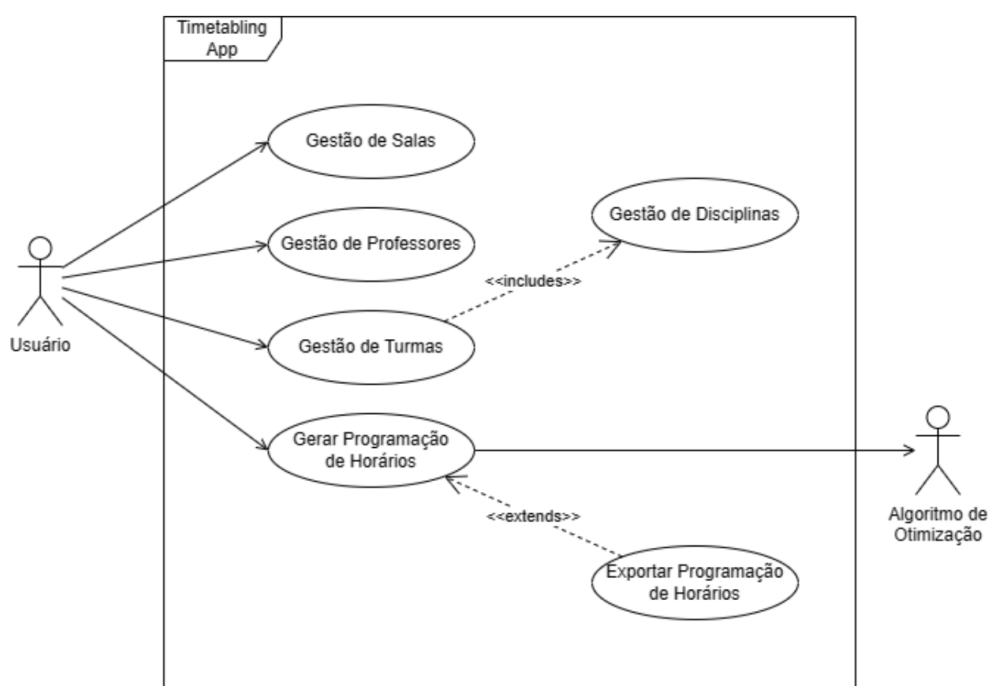 Timetabling
App
Gestão de Salas
Gestão de Disciplinas
Gestão de Professores
<<includes>>
Usuário
Gestão de Turmas
Gerar Programação
de Horários
<<extends>>
Algoritmo de
Otimização
Exportar Programação
de Horários